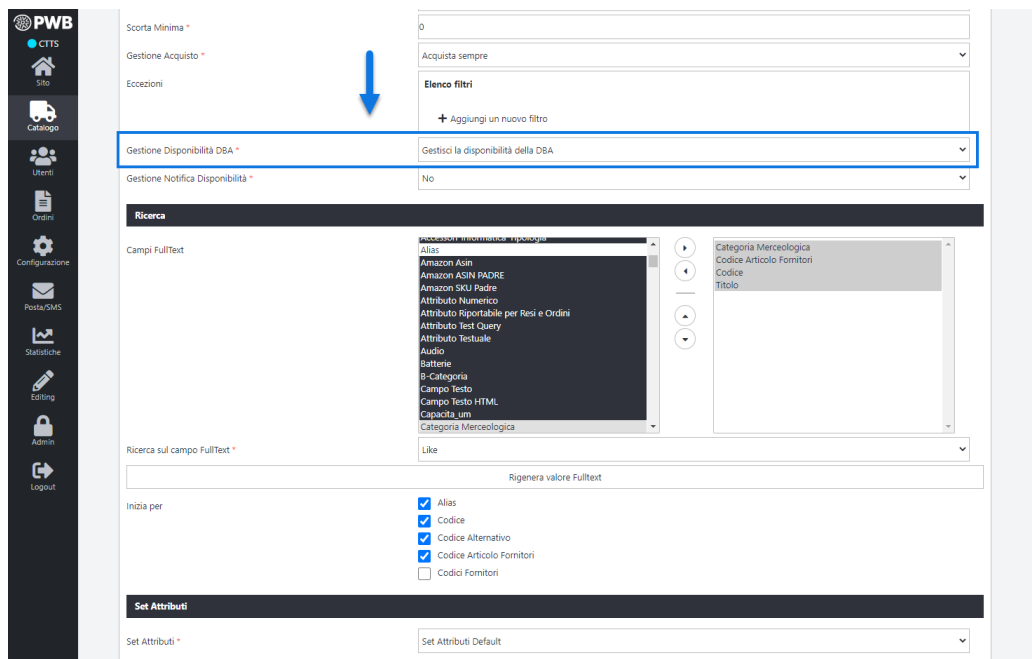 PWB
CTTS
Sito
Catalogo
Utenti
Ordini
Configurazione
Posta/SMS
Statistiche
Editing
Admin
Logout
Scorta Minima *
0
Gestione Acquisto *
Acquista sempre
Eccezioni
Elenco filtri
Aggiungi un nuovo filtro
Gestione Disponibilità DBA *
Gestisci la disponibilità della DBA
Gestione Notifica Disponibilità *
No
Ricerca
Campi FullText
Accessori Informatica Tipologia
Alias
Amazon Asin
Amazon ASIN PADRE
Amazon SKU Padre
Attributo Numerico
Attributo Riportabile per Resi e Ordini
Attributo Test Query
Attributo Testuale
Audio
Batterie
B-Categoria
Campo Testo
Campo Testo HTML
Capacita_um
Categoria Merceologica
Categoria Merceologica
Codice Articolo Fornitori
Codice
Titolo
Ricerca sul campo FullText *
Like
Rigenera valore Fulltext
Inizia per
Alias
Codice
Codice Alternativo
Codice Articolo Fornitori
Codici Fornitori
Set Attributi
Set Attributi *
Set Attributi Default